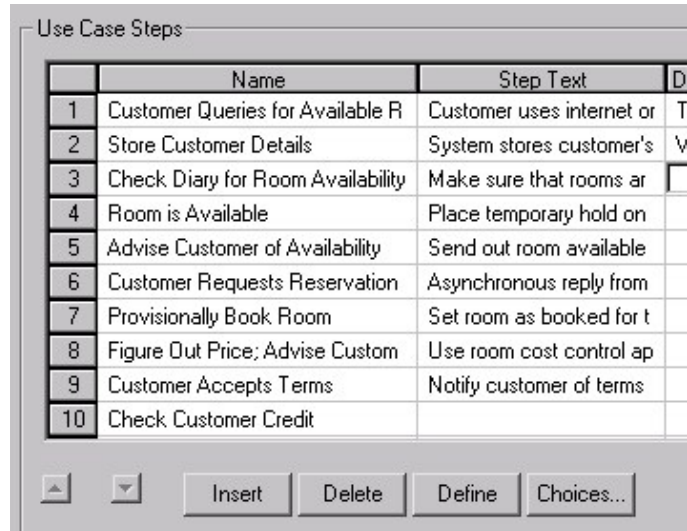 Use Case Steps
Name Step Text D
1 Customer Queries for Available R Customer uses internet or T
2 Store Customer Details System stores customer's V
3 Check Diary for Room Availability Make sure that rooms ar
4 Room is Available Place temporary hold on
5 Advise Customer of Availability Send out room available
6 Customer Requests Reservation Asynchronous reply from
7 Provisionally Book Room Set room as booked for t
8 Figure Out Price; Advise Custom Use room cost control ap
9 Customer Accepts Terms Notify customer of terms
10 Check Customer Credit
Insert Delete Define Choices...